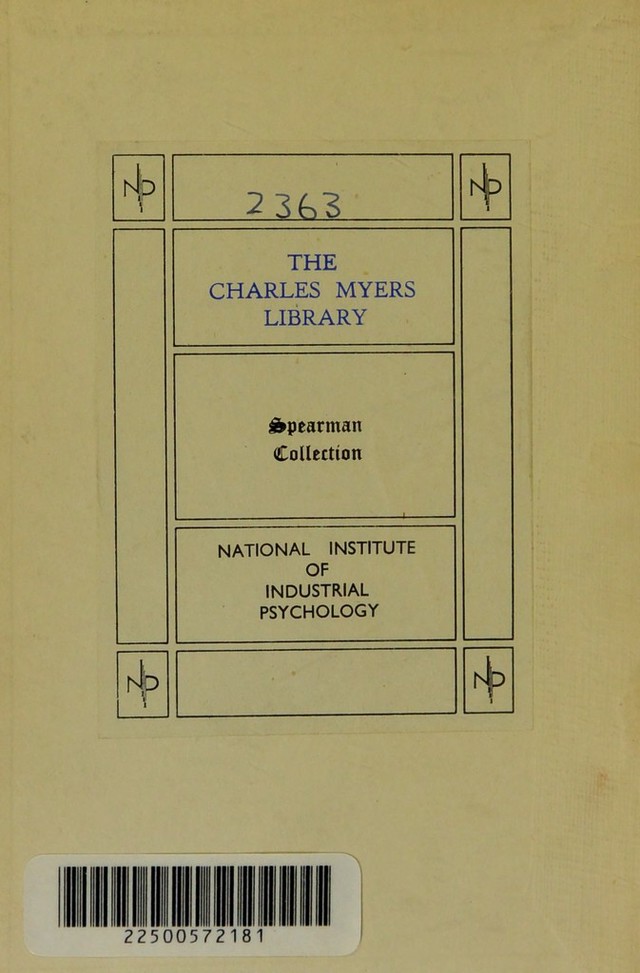 NIP NIP
2363
THE
CHARLES MYERS
LIBRARY
Spearman
Collection
NATIONAL INSTITUTE
OF
INDUSTRIAL
PSYCHOLOGY
NIP NIP
22500572181